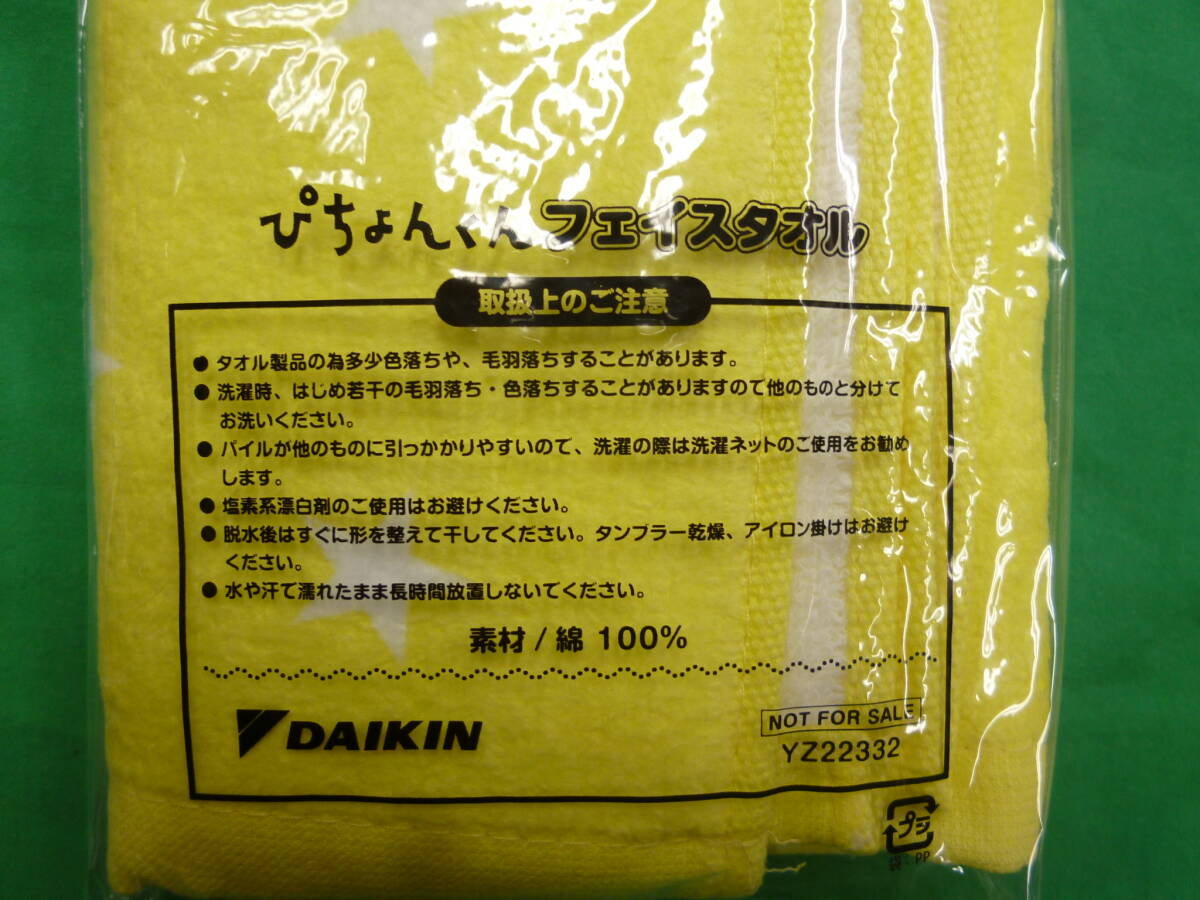 ぴちょんくん フェイスタオル
取扱上のご注意
● タオル製品の為多少色落ちや、毛羽落ちすることがあります。
● 洗濯時、はじめ若干の毛羽落ち・色落ちすることがありますので他のものと分けて
お洗いください。
● パイルが他のものに引っかかりやすいので、洗濯の際は洗濯ネットのご使用をお勧め
します。
● 塩素系漂白剤のご使用はお避けください。
● 脱水後はすぐに形を整えて干してください。タンブラー乾燥、アイロン掛けはお避け
ください。
● 水や汗で濡れたまま長時間放置しないでください。
素材 / 綿 100%
DAIKIN
NOT FOR SALE
YZ22332
プラ
袋：PP